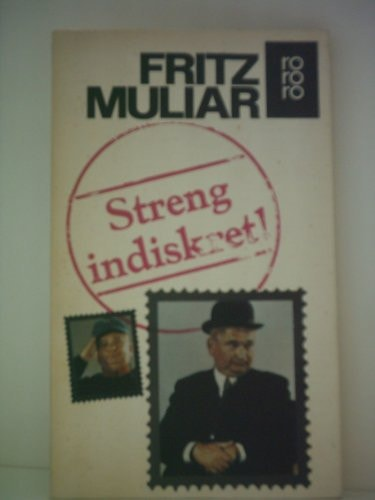 FRITZ
MULIAR
ro
ro
ro
Streng
indiskret!